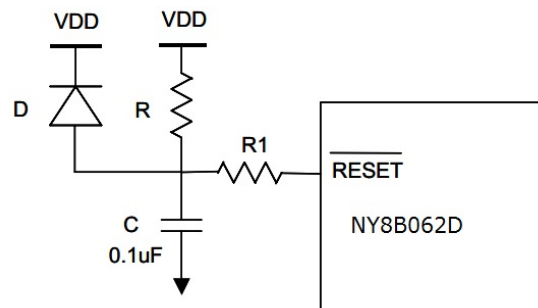 VDD
VDD
D
R
R1
RESET
C
0.1uF
NY8B062D